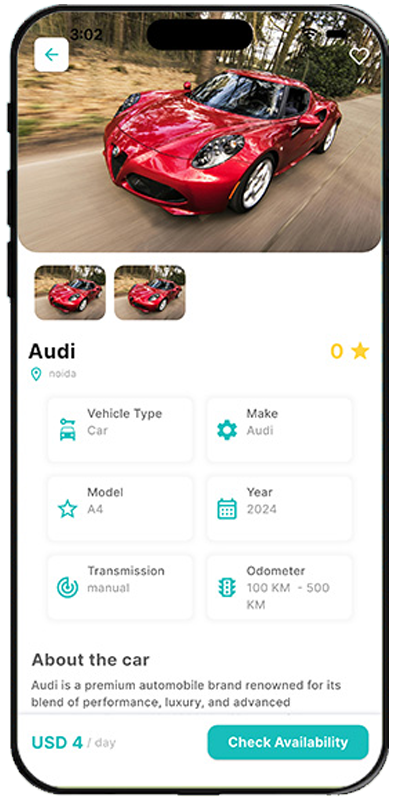 3:02
Audi
0
noida
Vehicle Type
Car
Make
Audi
Model
A4
Year
2024
Transmission
manual
Odometer
100 KM - 500
KM
About the car
Audi is a premium automobile brand renowned for its
blend of performance, luxury, and advanced
USD 4 / day
Check Availability